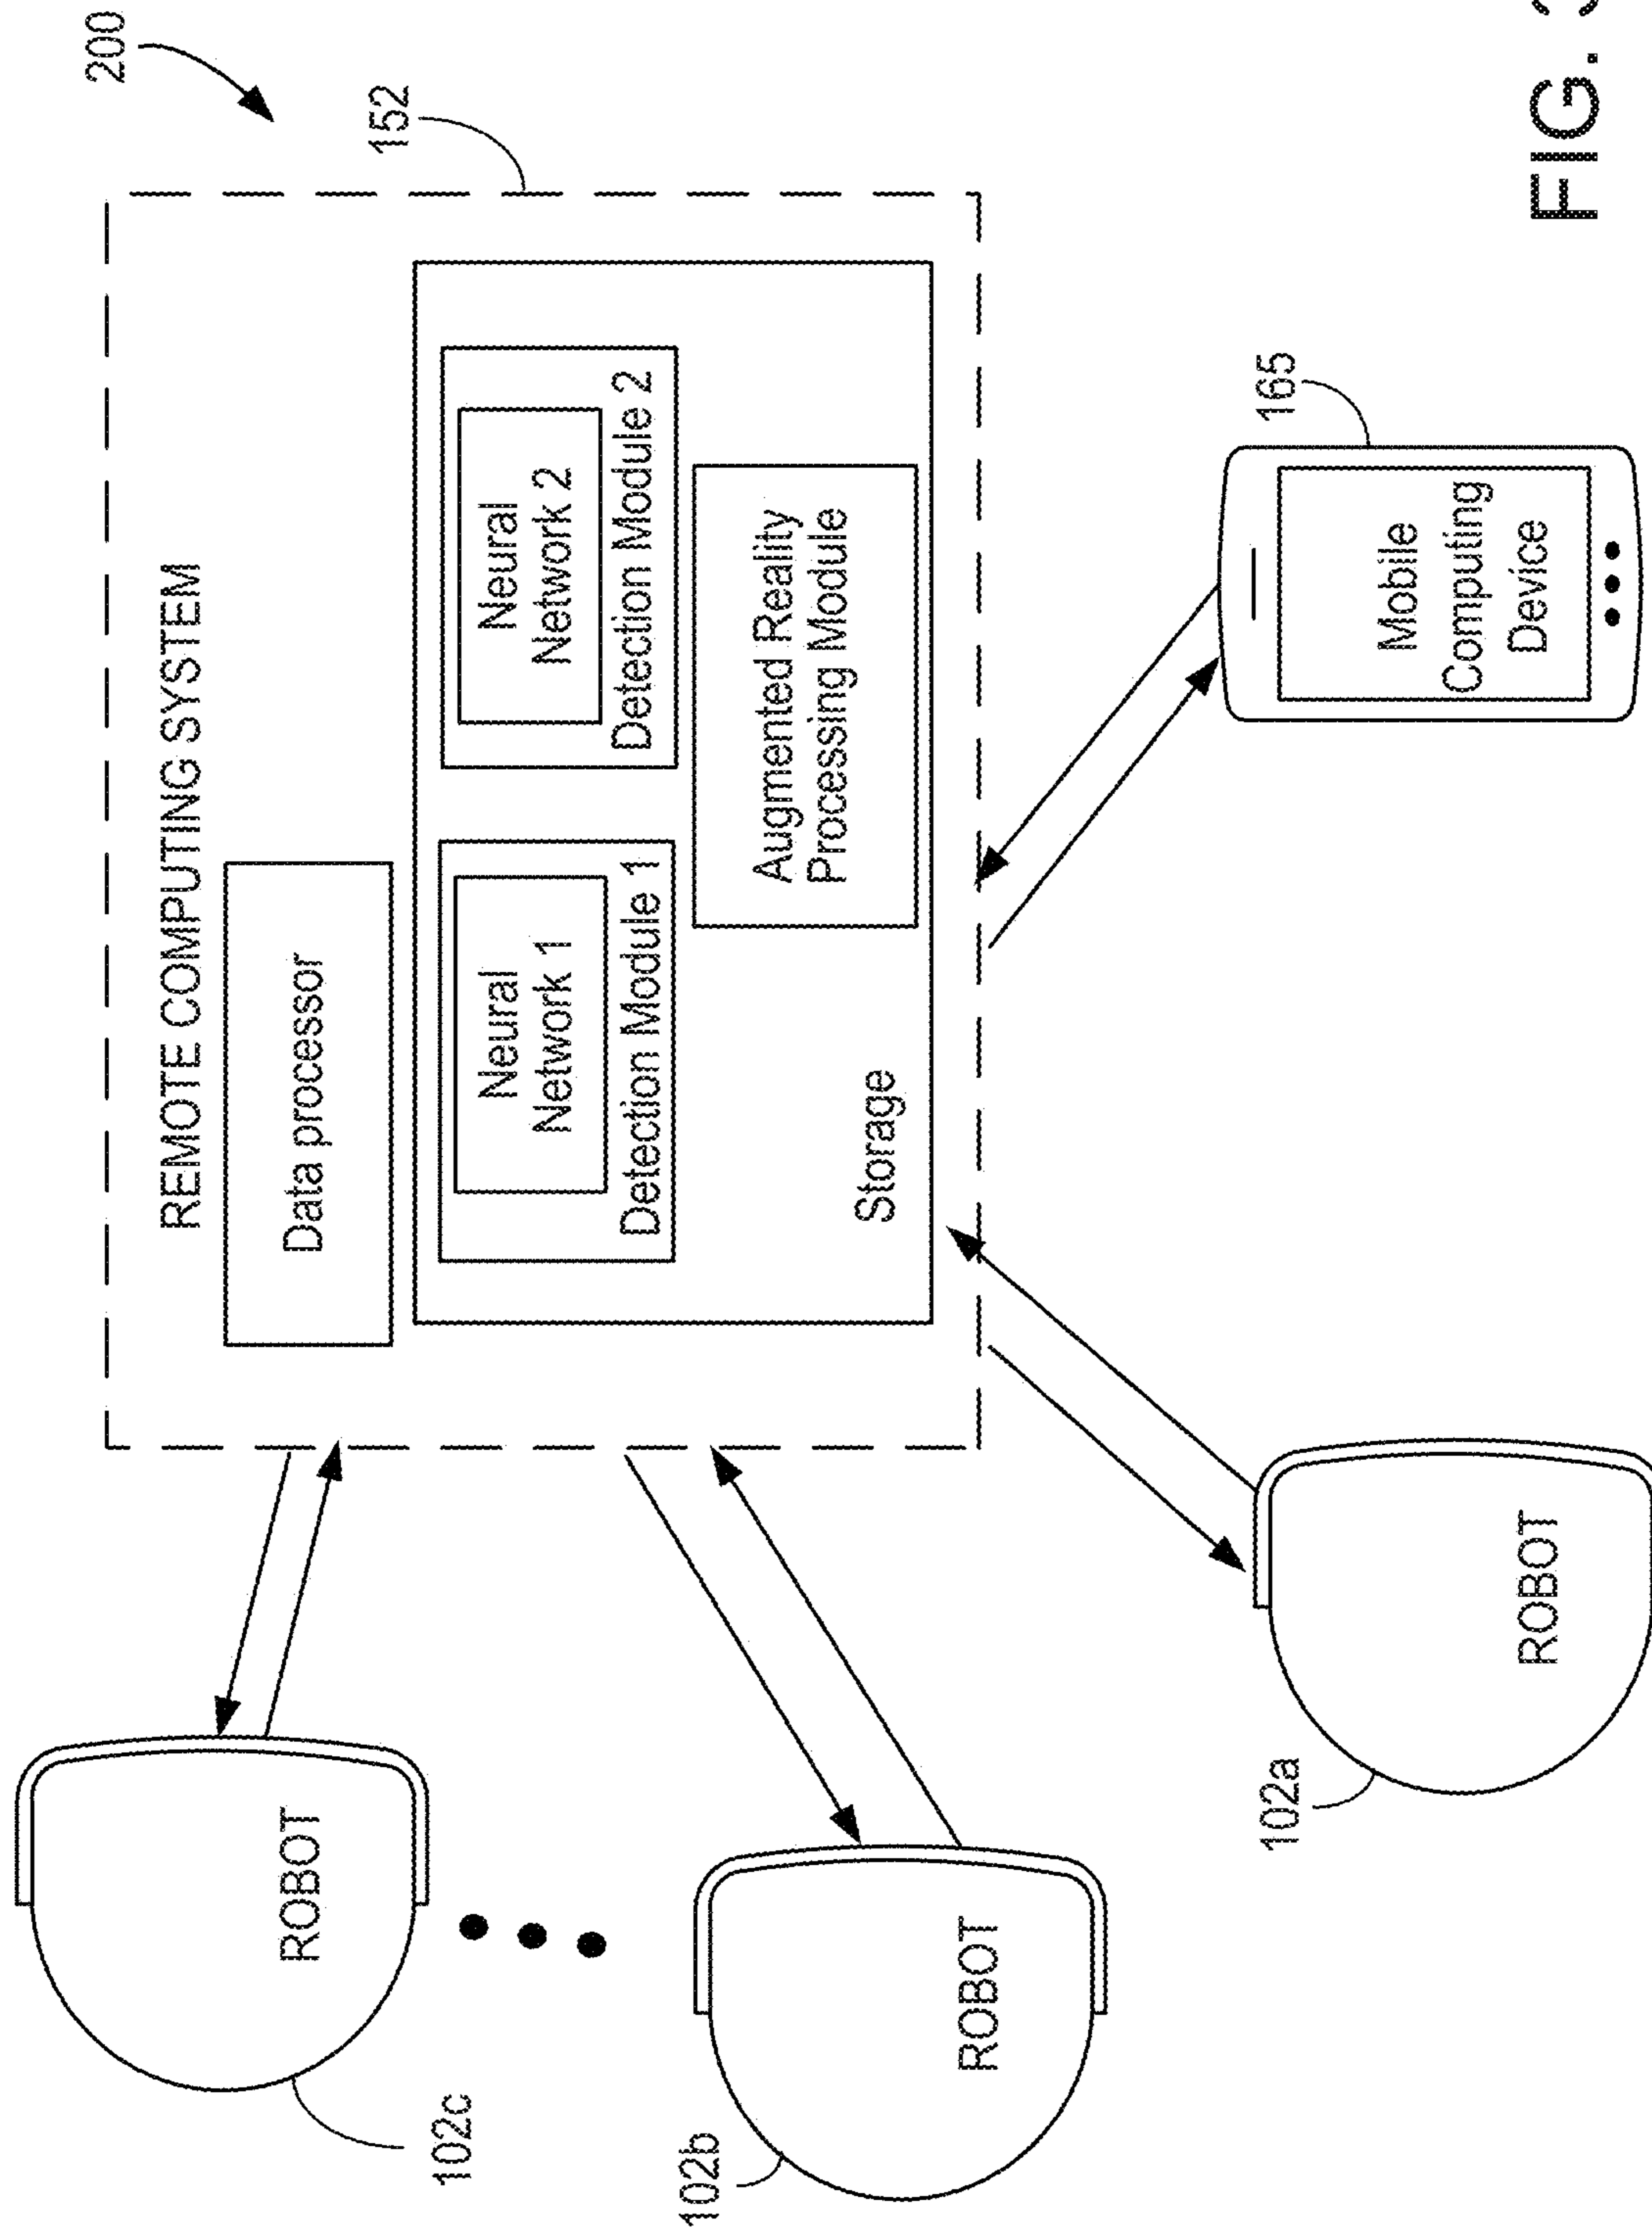 200
152
REMOTE COMPUTING SYSTEM
Data processor
Neural
Network 1
Detection Module 1
Neural
Network 2
Detection Module 2
Augmented Reality
Processing Module
Storage
ROBOT
102c
ROBOT
102b
ROBOT
102a
165
Mobile
Computing
Device
FIG.